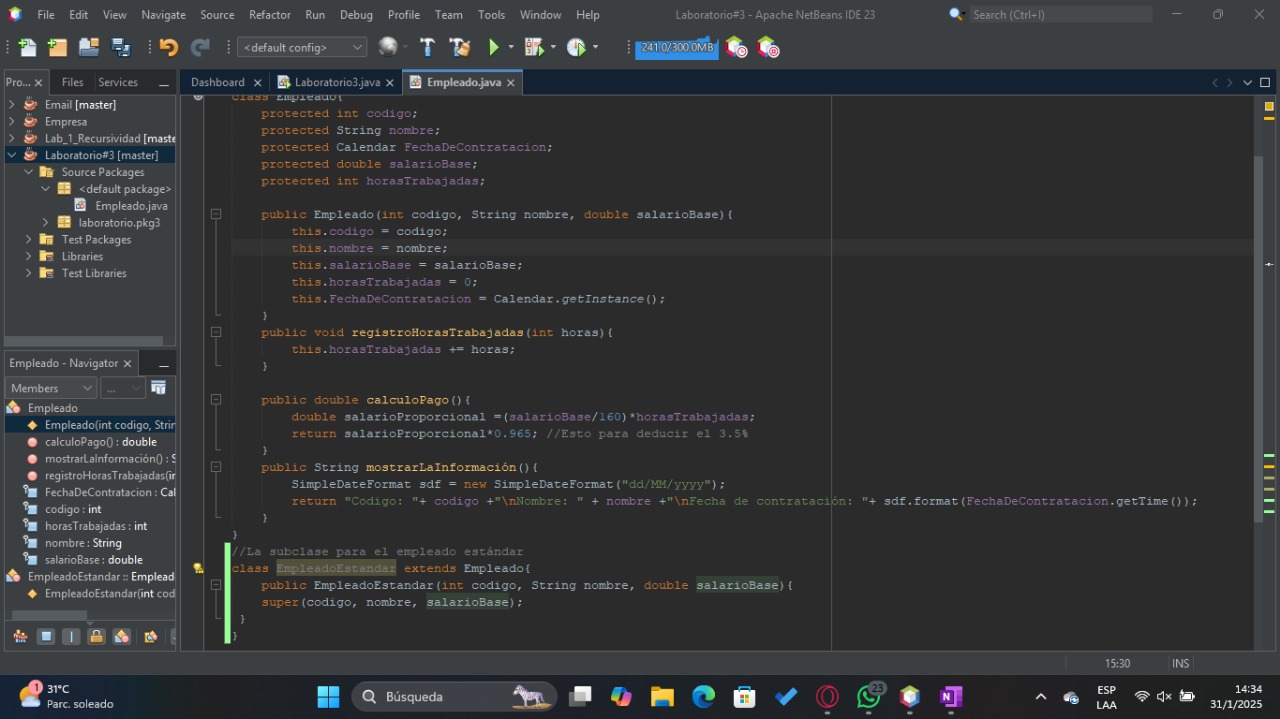 File Edit View Navigate Source Refactor Run Debug Profile Team Tools Window Help Laboratorio#3 - Apache NetBeans IDE 23 Search (Ctrl+I)
<default config> 241.0/300.0MB
Pro... Files Services Dashboard Laboratorio3.java Empleado.java
Email [master]
Empresa
Lab_1_Recursividad [maste
Laboratorio#3 [master]
Source Packages
<default package>
Empleado.java
laboratorio.pkg3
Test Packages
Libraries
Test Libraries
Empleado - Navigator
Members ...
Empleado
Empleado(int codigo, Strin
calculoPago() : double
mostrarLaInformación() : S
registroHorasTrabajadas(in
FechaDeContratacion : Cal
codigo : int
horasTrabajadas : int
nombre : String
salarioBase : double
EmpleadoEstandar :: Emplead
EmpleadoEstandar(int cod
class Empleado{
protected int codigo;
protected String nombre;
protected Calendar FechaDeContratacion;
protected double salarioBase;
protected int horasTrabajadas;
public Empleado(int codigo, String nombre, double salarioBase){
this.codigo = codigo;
this.nombre = nombre;
this.salarioBase = salarioBase;
this.horasTrabajadas = 0;
this.FechaDeContratacion = Calendar.getInstance();
}
public void registroHorasTrabajadas(int horas){
this.horasTrabajadas += horas;
}
public double calculoPago(){
double salarioProporcional =(salarioBase/160)*horasTrabajadas;
return salarioProporcional*0.965; //Esto para deducir el 3.5%
}
public String mostrarLaInformación(){
SimpleDateFormat sdf = new SimpleDateFormat("dd/MM/yyyy");
return "Codigo: "+ codigo +"\nNombre: " + nombre +"\nFecha de contratación: "+ sdf.format(FechaDeContratacion.getTime());
}
}
//La subclase para el empleado estándar
class EmpleadoEstandar extends Empleado{
public EmpleadoEstandar(int codigo, String nombre, double salarioBase){
super(codigo, nombre, salarioBase);
}
}
15:30 INS
1 31°C
Parc. soleado
Búsqueda
23
ESP
LAA
14:34
31/1/2025